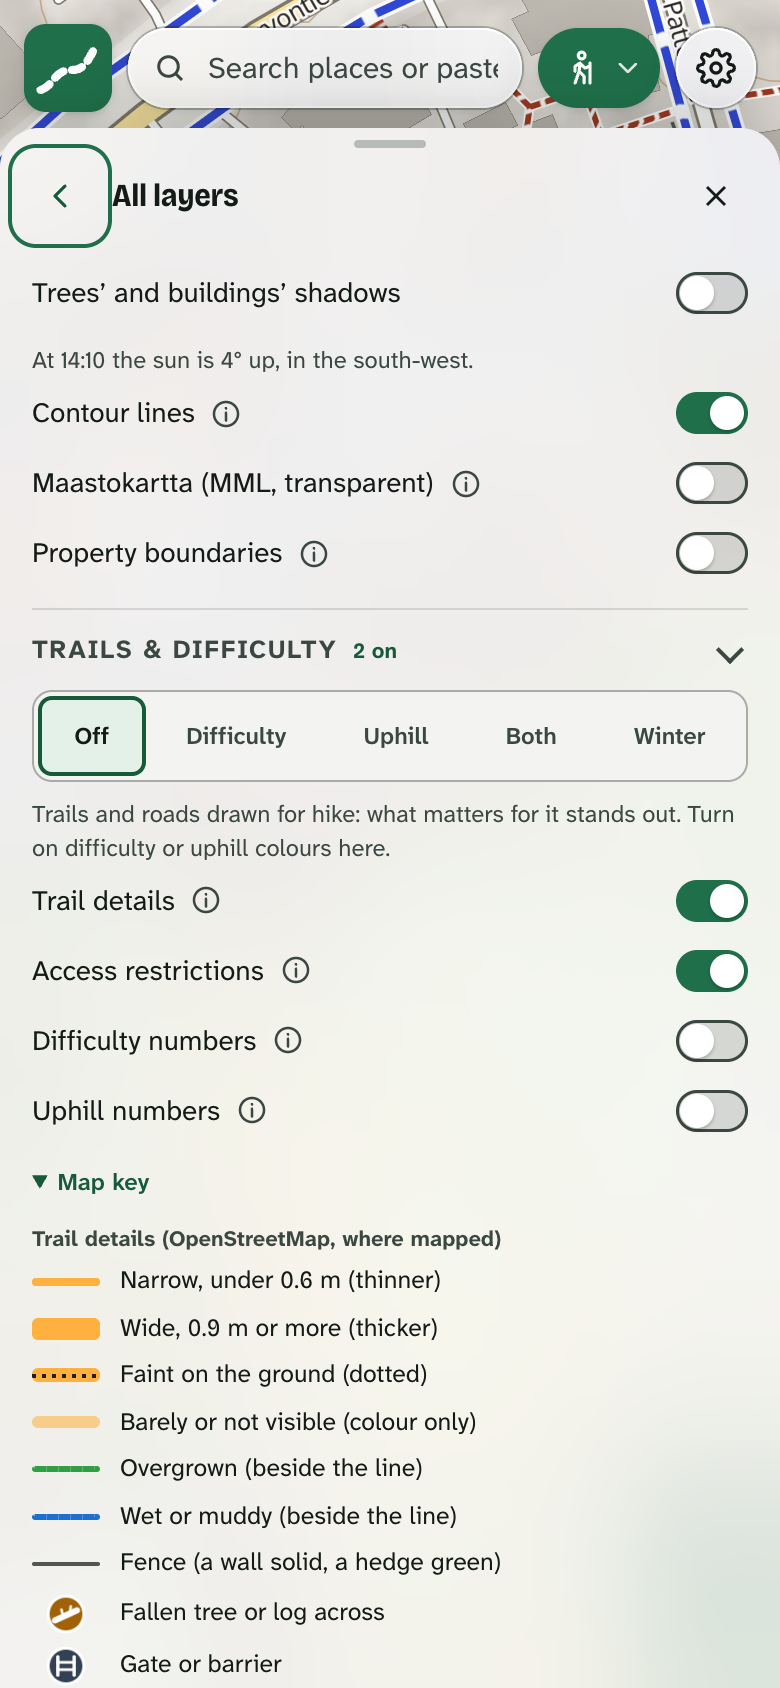 Search places or paste
All layers
Trees’ and buildings’ shadows
At 14:10 the sun is 4° up, in the south-west.
Contour lines
Maastokartta (MML, transparent)
Property boundaries
TRAILS & DIFFICULTY 2 on
Off Difficulty Uphill Both Winter
Trails and roads drawn for hike: what matters for it stands out. Turn
on difficulty or uphill colours here.
Trail details
Access restrictions
Difficulty numbers
Uphill numbers
Map key
Trail details (OpenStreetMap, where mapped)
Narrow, under 0.6 m (thinner)
Wide, 0.9 m or more (thicker)
Faint on the ground (dotted)
Barely or not visible (colour only)
Overgrown (beside the line)
Wet or muddy (beside the line)
Fence (a wall solid, a hedge green)
Fallen tree or log across
Gate or barrier